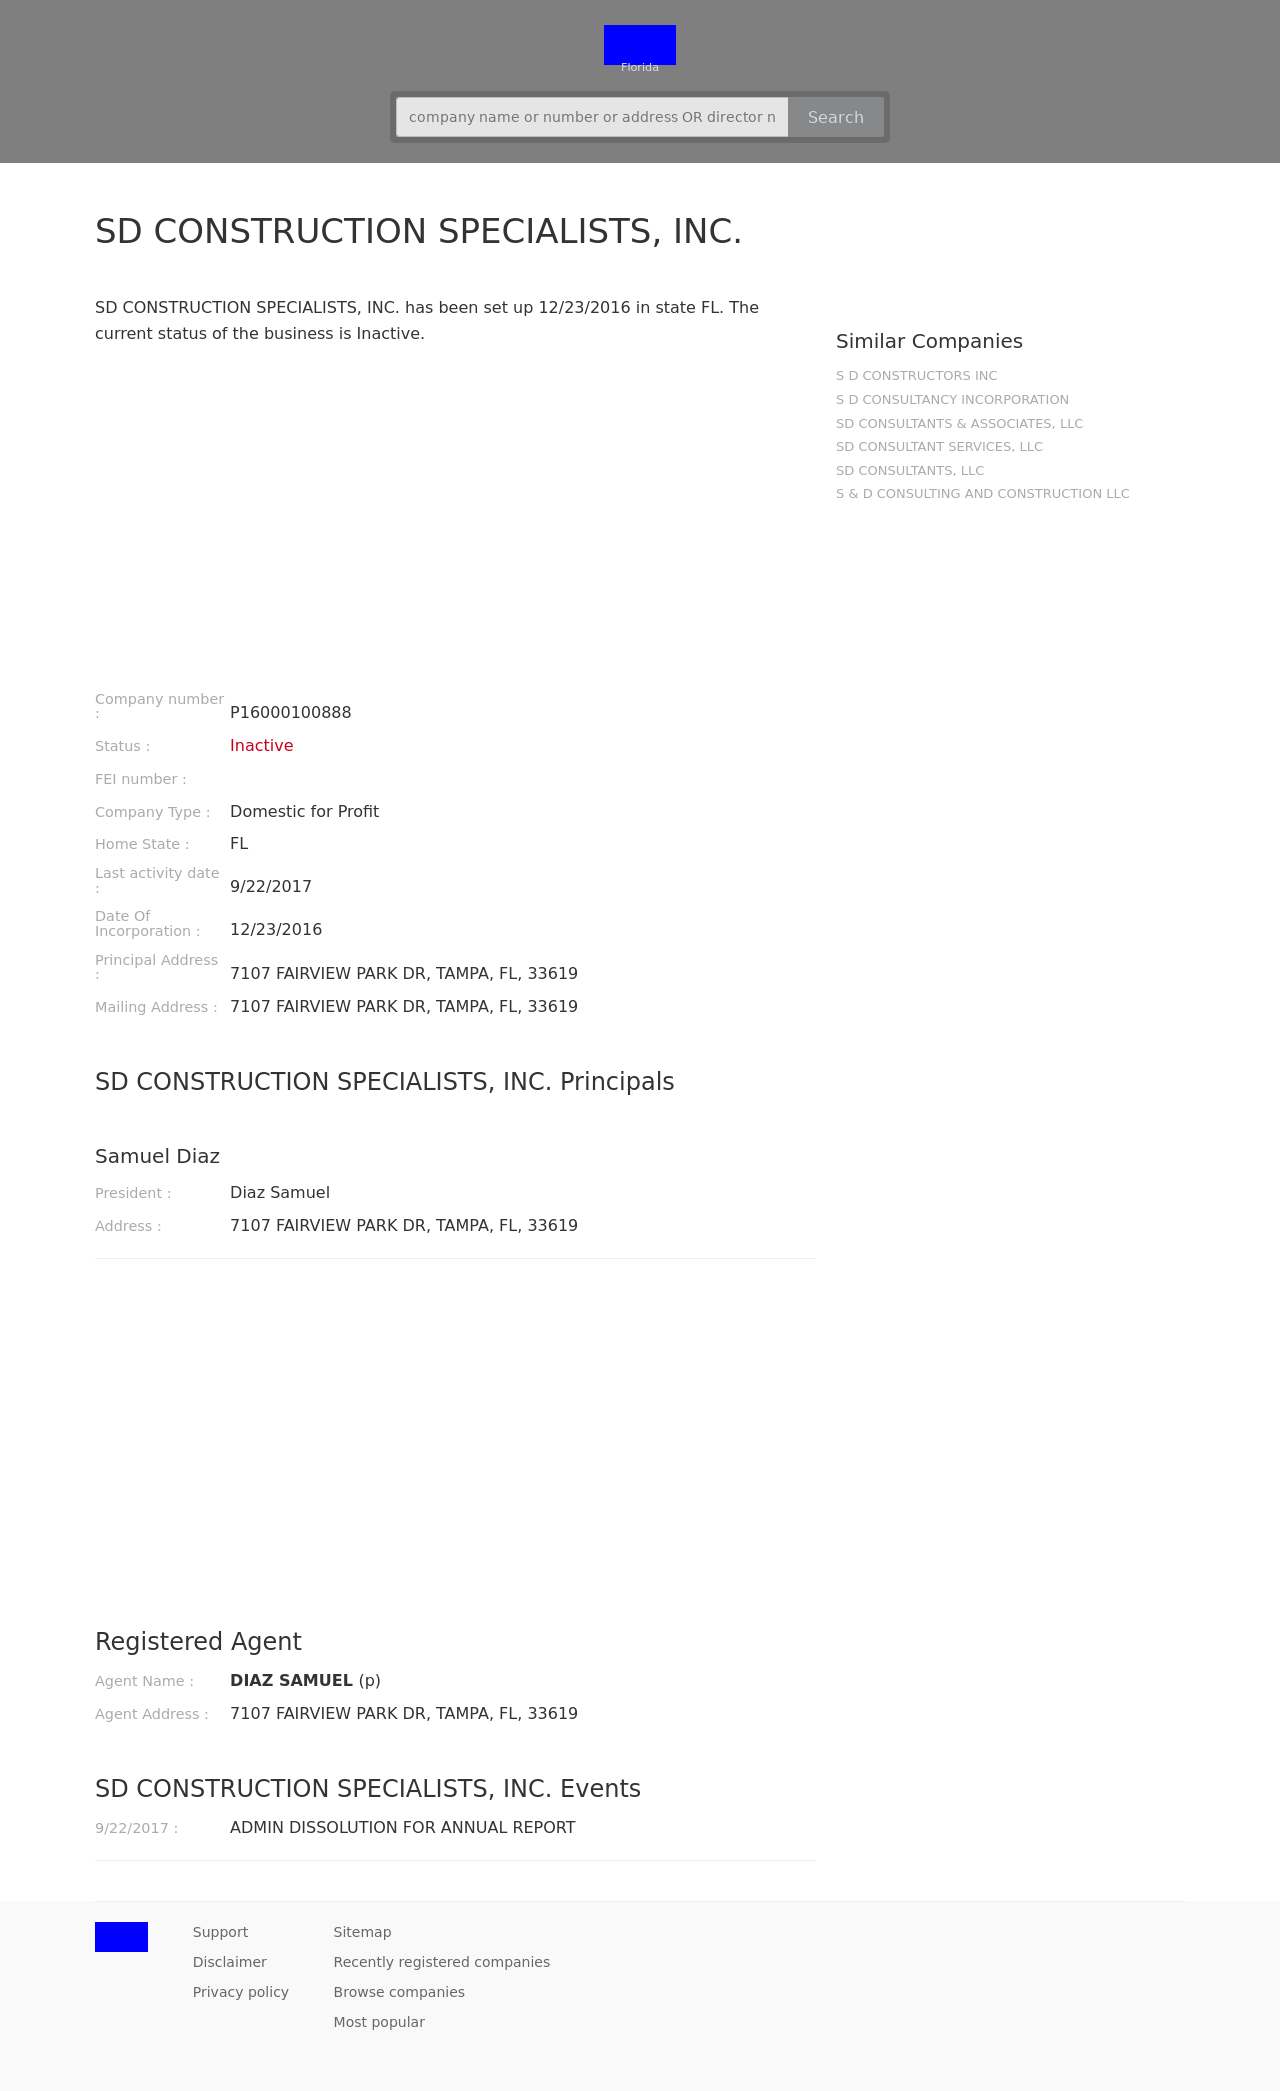 Florida
company name or number or address OR director n
Search
SD CONSTRUCTION SPECIALISTS, INC.
SD CONSTRUCTION SPECIALISTS, INC. has been set up 12/23/2016 in state FL. The
current status of the business is Inactive.
Similar Companies
S D CONSTRUCTORS INC
S D CONSULTANCY INCORPORATION
SD CONSULTANTS & ASSOCIATES, LLC
SD CONSULTANT SERVICES, LLC
SD CONSULTANTS, LLC
S & D CONSULTING AND CONSTRUCTION LLC
Company number
: P16000100888
Status : Inactive
FEI number :
Company Type : Domestic for Profit
Home State : FL
Last activity date
: 9/22/2017
Date Of
Incorporation : 12/23/2016
Principal Address
: 7107 FAIRVIEW PARK DR, TAMPA, FL, 33619
Mailing Address : 7107 FAIRVIEW PARK DR, TAMPA, FL, 33619
SD CONSTRUCTION SPECIALISTS, INC. Principals
Samuel Diaz
President : Diaz Samuel
Address : 7107 FAIRVIEW PARK DR, TAMPA, FL, 33619
Registered Agent
Agent Name : DIAZ SAMUEL (p)
Agent Address : 7107 FAIRVIEW PARK DR, TAMPA, FL, 33619
SD CONSTRUCTION SPECIALISTS, INC. Events
9/22/2017 : ADMIN DISSOLUTION FOR ANNUAL REPORT
Support
Disclaimer
Privacy policy
Sitemap
Recently registered companies
Browse companies
Most popular